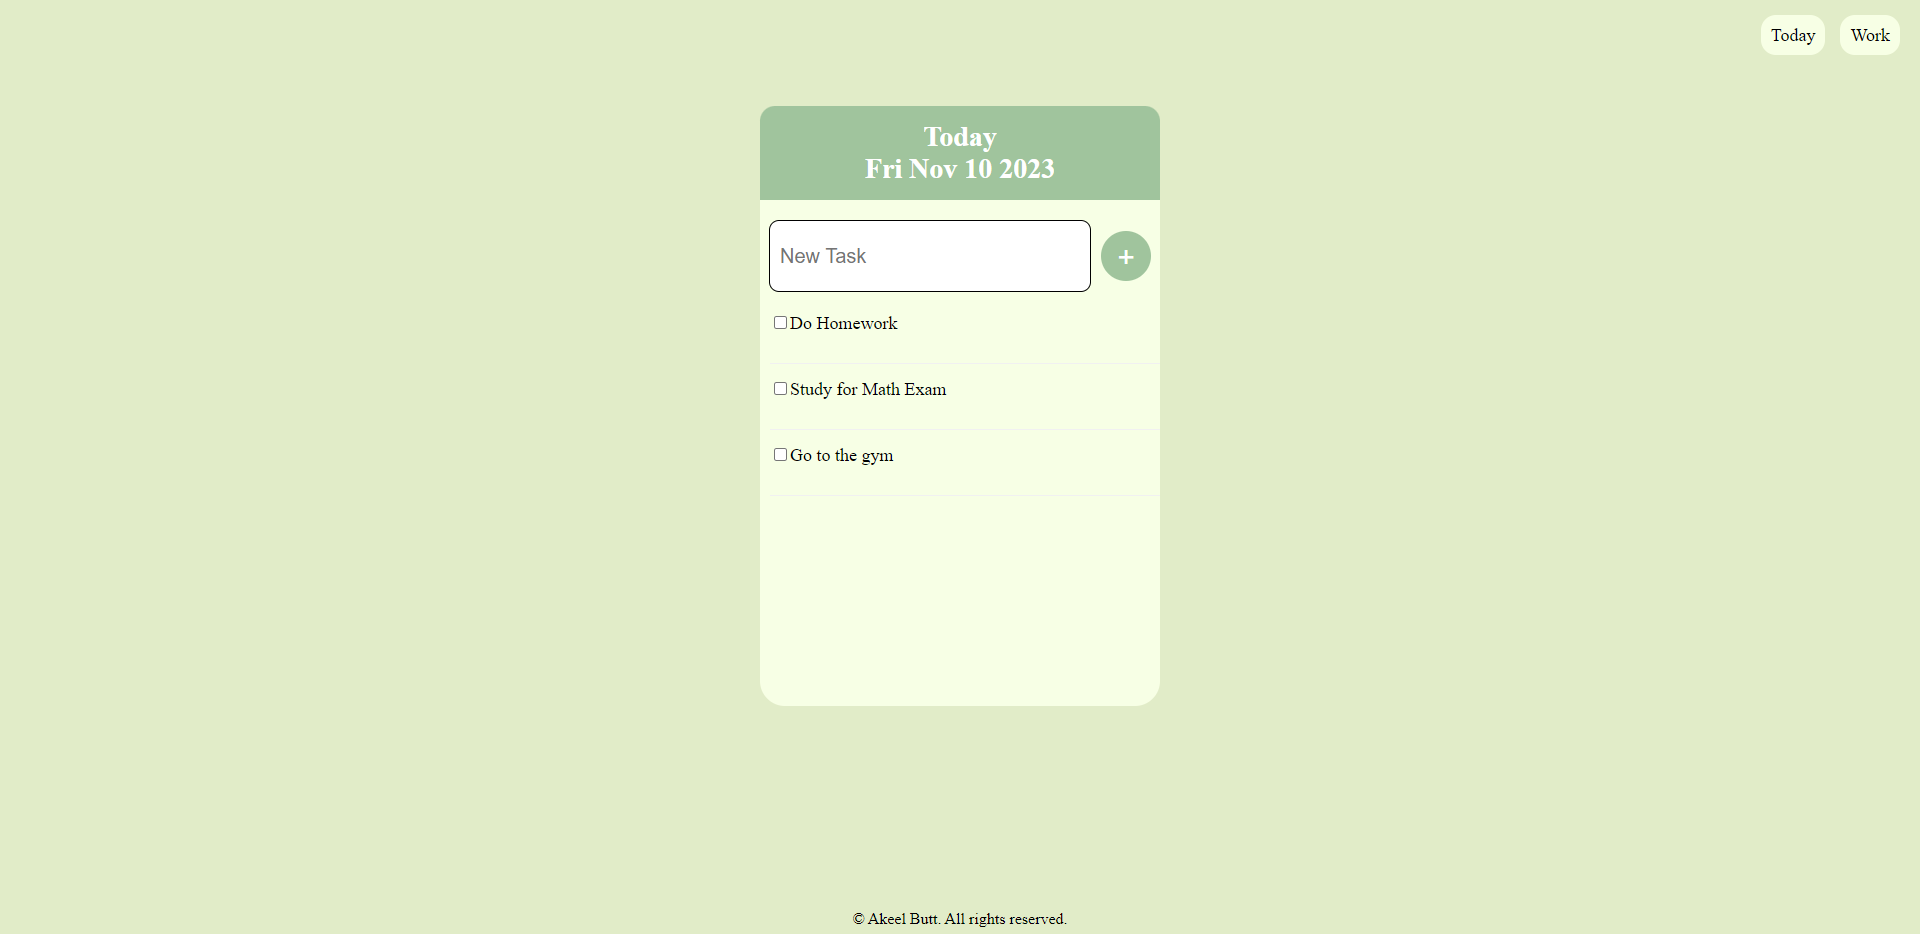 Today Work
Today
Fri Nov 10 2023
New Task +
Do Homework
Study for Math Exam
Go to the gym
© Akeel Butt. All rights reserved.